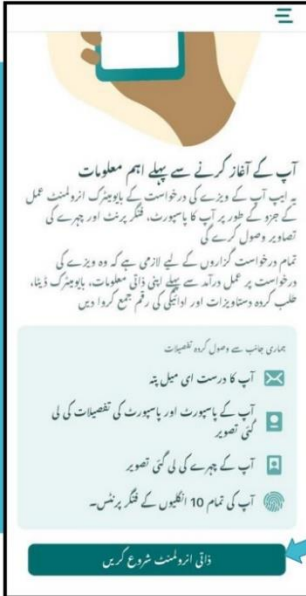 آپ کے آغاز کرنے سے پہلے اہم معلومات
یہ ایپ آپ کے ویزے کی درخواست کے بایومیٹرک انرولمنٹ عمل
کے جزو کے طور پر آپ کا پاسپورٹ، فنگر پرنٹ اور چہرے کی
تصاویر وصول کرے گی
تمام درخواست گزاروں کے لیے لازمی ہے کہ وہ ویزے کی
درخواست پر عمل درآمد سے پہلے اپنی ذاتی معلومات، بایومیٹرک ڈیٹا،
طلب کردہ دستاویزات اور ادائیگی کی رقم جمع کروا دیں
ہماری جانب سے وصول کردہ تفصیلات
آپ کا درست ای میل پتہ
آپ کے پاسپورٹ اور پاسپورٹ کی تفصیلات کی لی
گئی تصویر
آپ کے چہرے کی لی گئی تصویر
آپ کی تمام 10 انگلیوں کے فنگر پرنٹس۔
ذاتی انرولمنٹ شروع کریں